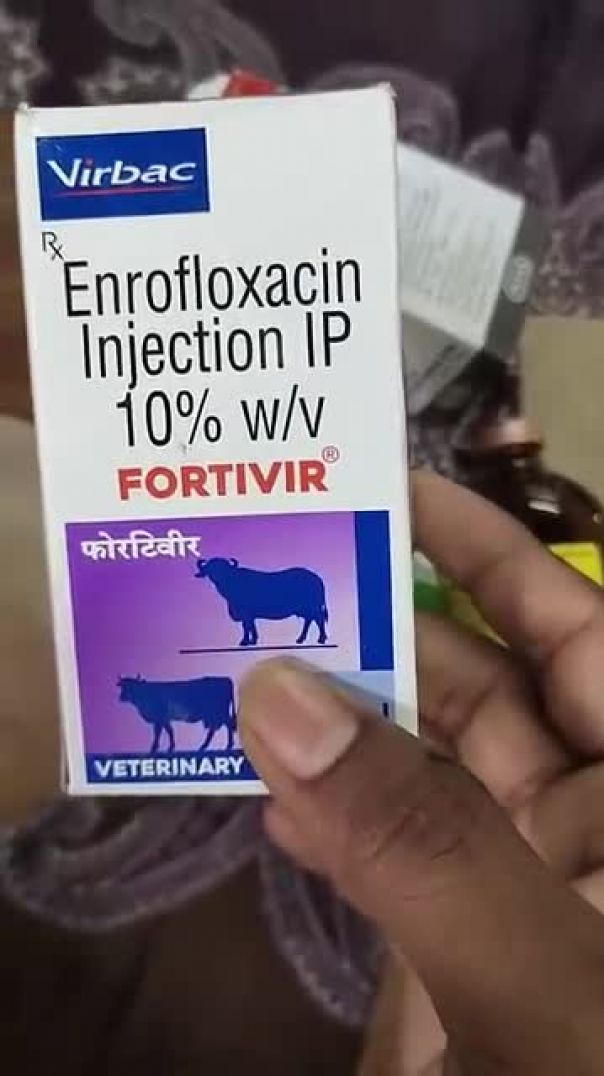 Virbac
Rx
Enrofloxacin
Injection IP
10% w/v
FORTIVIR®
फोरटिवीर
VETERINARY